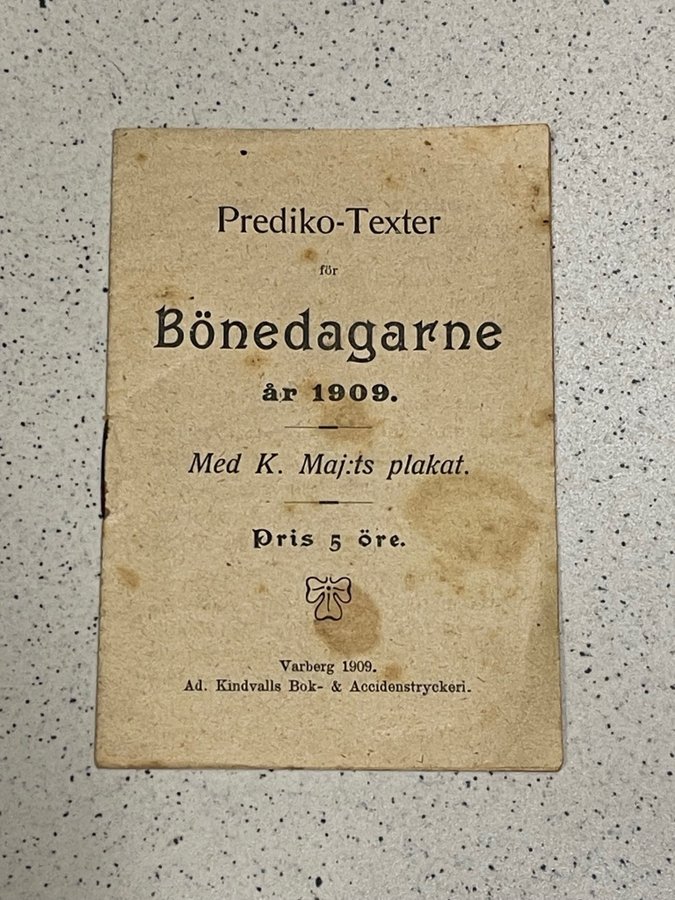 Prediko-Texter
för
Bönedagarne
år 1909.
Med K. Maj:ts plakat.
Pris 5 öre.
Varberg 1909.
Ad. Kindvalls Bok- & Accidenstryckeri.